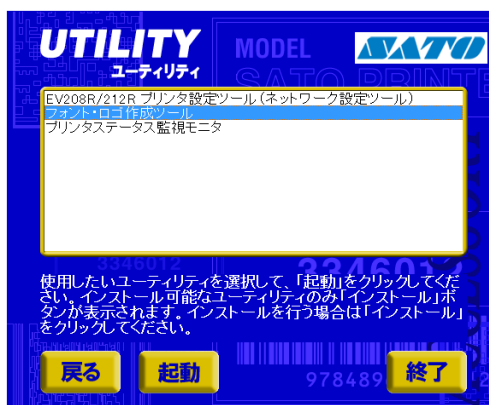 UTILITY
ユーティリティ
MODEL
SATO
SATO PRINTE
EV208R/212R プリンタ設定ツール(ネットワーク設定ツール)
フォント・ロゴ作成ツール
プリンタステータス監視モニタ
3346012
3346012
使用したいユーティリティを選択して、「起動」をクリックしてくだ
さい。インストール可能なユーティリティのみ「インストール」ボ
タンが表示されます。インストールを行う場合は「インストール」
をクリックしてください。
戻る
起動
978489
終了